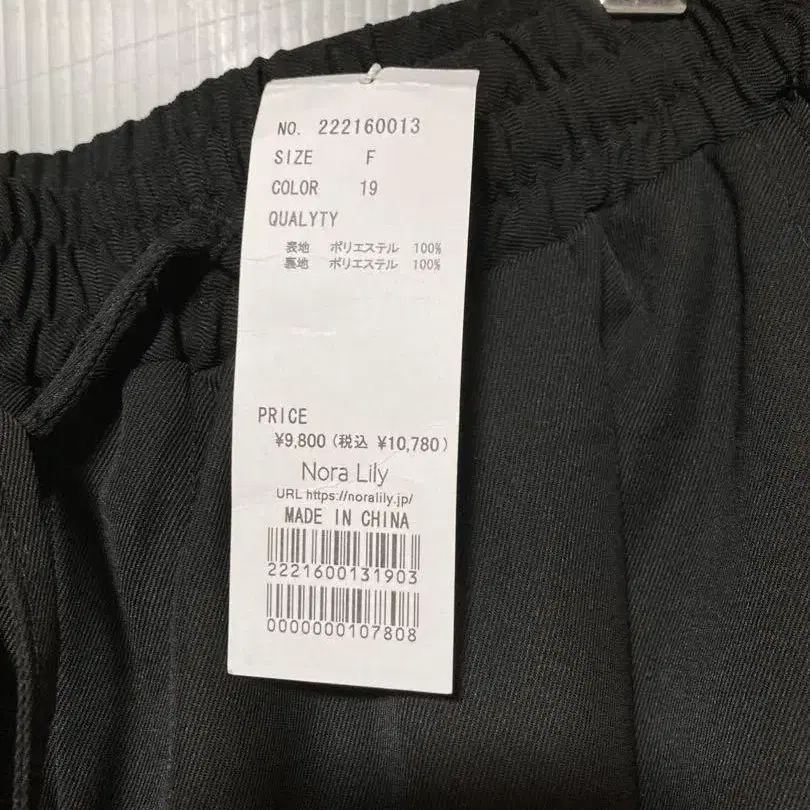 NO. 222160013
SIZE F
COLOR 19
QUALYTY
表地 ポリエステル 100%
裏地 ポリエステル 100%
PRICE
¥9,800 (税込 ¥10,780)
Nora Lily
URL https://noralily.jp/
MADE IN CHINA
2221600131903
0000000107808